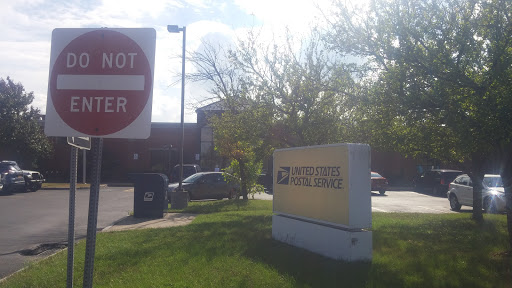 DO NOT
ENTER
UNITED STATES
POSTAL SERVICE